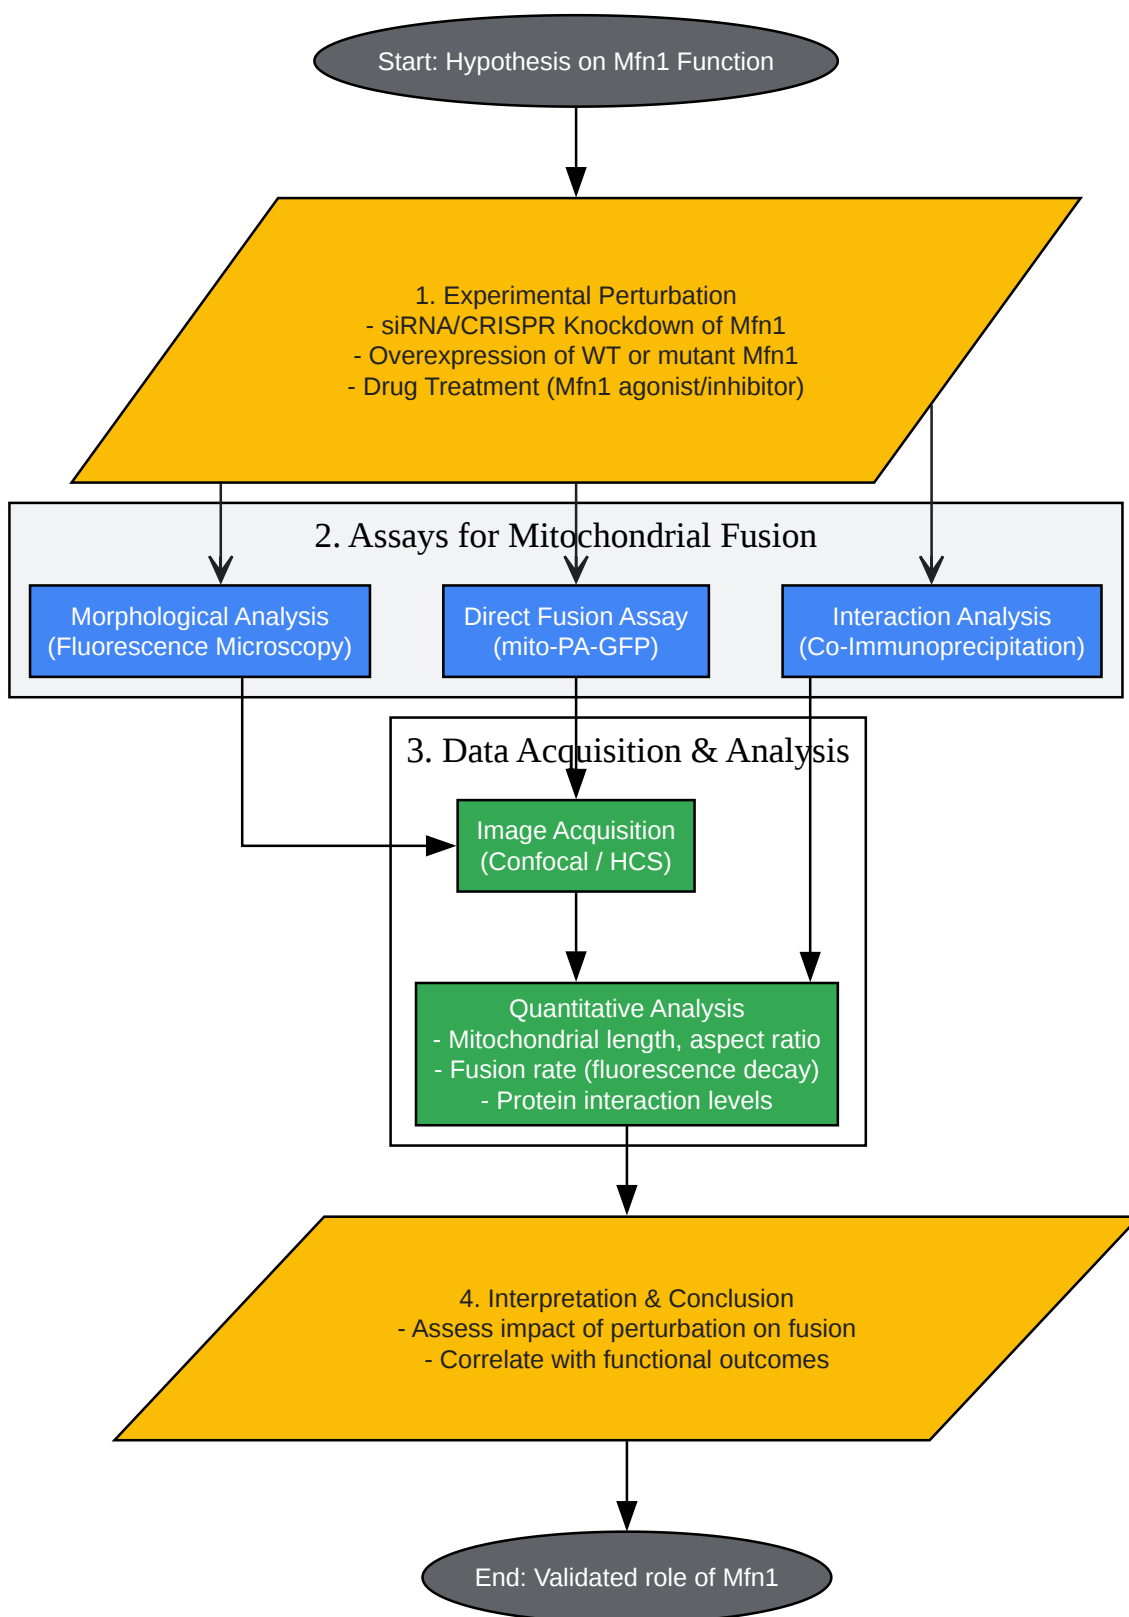 Start: Hypothesis on Mfn1 Function
1. Experimental Perturbation
- siRNA/CRISPR Knockdown of Mfn1
- Overexpression of WT or mutant Mfn1
- Drug Treatment (Mfn1 agonist/inhibitor)
2. Assays for Mitochondrial Fusion
Morphological Analysis
(Fluorescence Microscopy)
Direct Fusion Assay
(mito-PA-GFP)
Interaction Analysis
(Co-Immunoprecipitation)
3. Data Acquisition & Analysis
Image Acquisition
(Confocal / HCS)
Quantitative Analysis
- Mitochondrial length, aspect ratio
- Fusion rate (fluorescence decay)
- Protein interaction levels
4. Interpretation & Conclusion
- Assess impact of perturbation on fusion
- Correlate with functional outcomes
End: Validated role of Mfn1